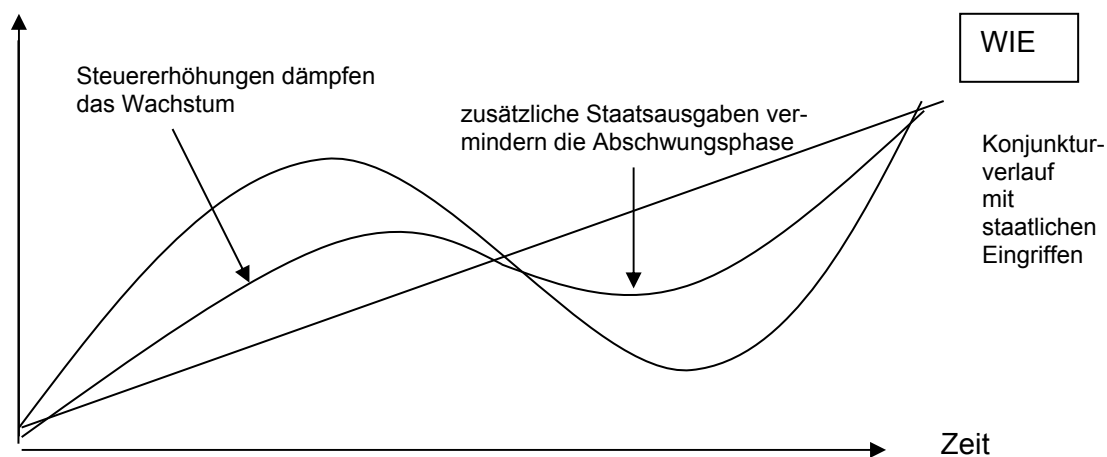 WIE
Steuererhöhungen dämpfen
das Wachstum
zusätzliche Staatsausgaben ver-
mindern die Abschwungsphase
Konjunktur-
verlauf
mit
staatlichen
Eingriffen
Zeit